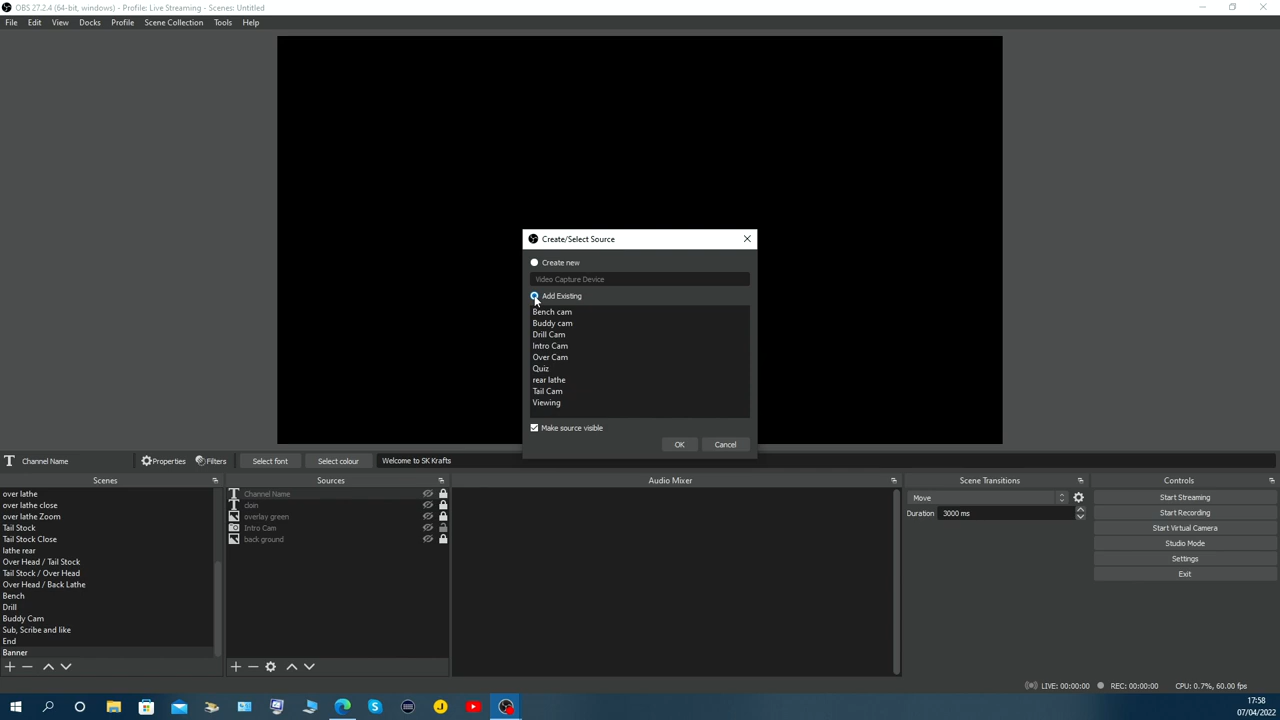 OBS 27.2.4 (64-bit, windows) - Profile: Live Streaming - Scenes: Untitled
File Edit View Docks Profile Scene Collection Tools Help
Create/Select Source
Create new
Video Capture Device
Add Existing
Bench cam
Buddy cam
Drill Cam
Intro Cam
Over Cam
Quiz
rear lathe
Tail Cam
Viewing
Make source visible
OK Cancel
Channel Name Properties Filters Select font Select colour Welcome to SK Krafts
Scenes
over lathe
over lathe close
over lathe Zoom
Tail Stock
Tail Stock Close
lathe rear
Over Head / Tail Stock
Tail Stock / Over Head
Over Head / Back Lathe
Bench
Drill
Buddy Cam
Sub, Scribe and like
End
Banner
Sources
Channel Name
cloin
overlay green
Intro Cam
back ground
Audio Mixer
Scene Transitions
Move
Duration 3000 ms
Controls
Start Streaming
Start Recording
Start Virtual Camera
Studio Mode
Settings
Exit
LIVE: 00:00:00 REC: 00:00:00 CPU: 0.7%, 60.00 fps
17:58
07/04/2022